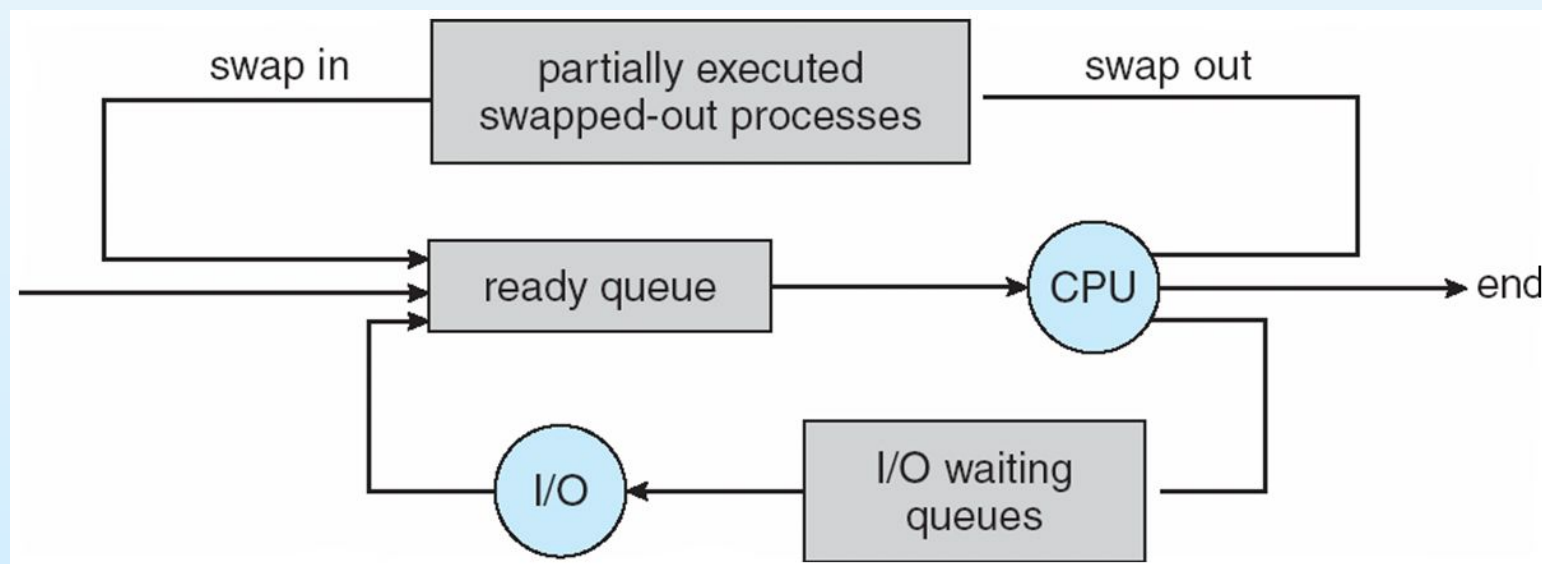 swap in
partially executed
swapped-out processes
swap out
ready queue
CPU
end
I/O
I/O waiting
queues